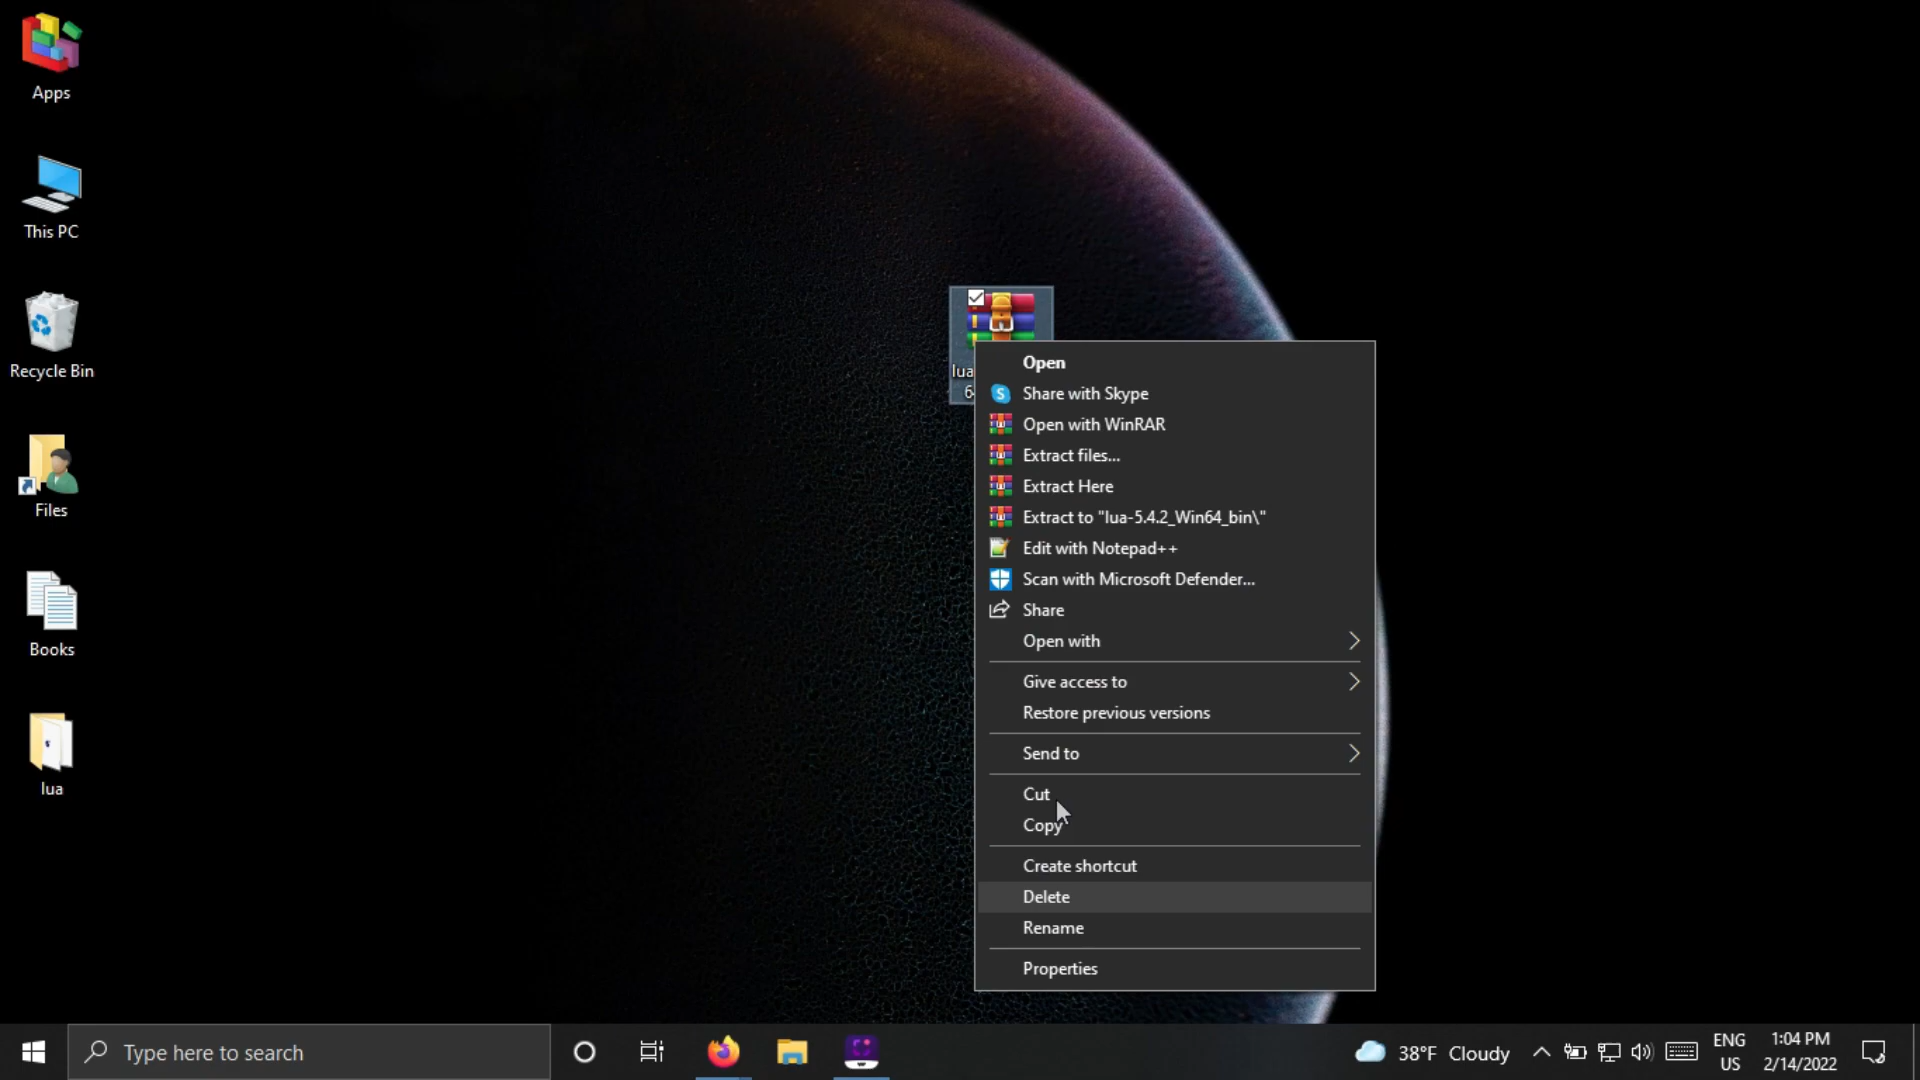 Apps
This PC
Recycle Bin
Files
Books
lua
lua
6
Open
Share with Skype
Open with WinRAR
Extract files...
Extract Here
Extract to "lua-5.4.2_Win64_bin\"
Edit with Notepad++
Scan with Microsoft Defender...
Share
Open with
Give access to
Restore previous versions
Send to
Cut
Copy
Create shortcut
Delete
Rename
Properties
Type here to search
38°F Cloudy
ENG
US
1:04 PM
2/14/2022